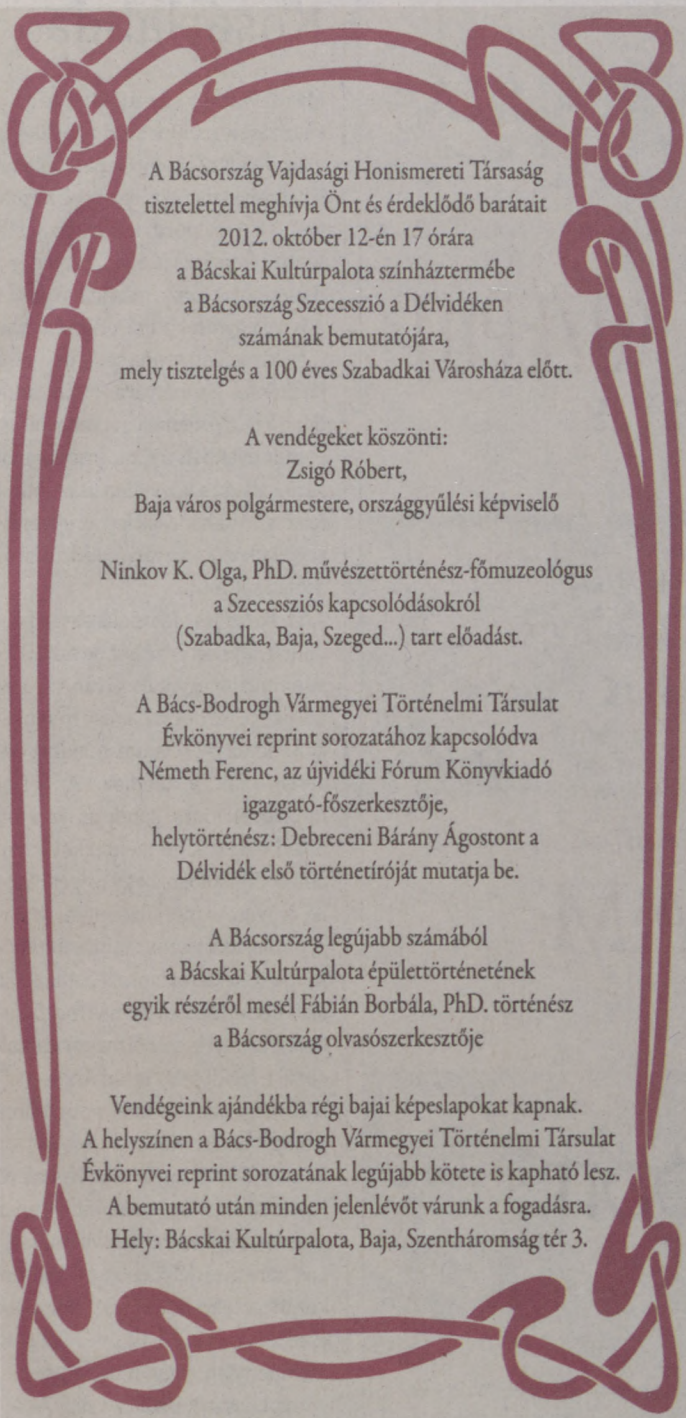 A Bácsország Vajdasági Honismereti Társaság
tisztelettel meghívja Önt és érdeklődő barátait
2012. október 12-én 17 órára
a Bácskai Kultúrpalota színháztermébe
a Bácsország Szecesszió a Délvidéken
számának bemutatójára,
mely tisztelgés a 100 éves Szabadkai Városháza előtt.

A vendégeket köszönti:
Zsigó Róbert,
Baja város polgármestere, országgyűlési képviselő

Ninkov K. Olga, PhD. művészettörténész-főmuzeológus
a Szecessziós kapcsolódásokról
(Szabadka, Baja, Szeged...) tart előadást.

A Bács-Bodrogh Vármegyei Történelmi Társulat
Évkönyvei reprint sorozatához kapcsolódva
Németh Ferenc, az újvidéki Fórum Könyvkiadó
igazgató-főszerkesztője,
helytörténész: Debreceni Bárány Ágostont a
Délvidék első történetíróját mutatja be.

A Bácsország legújabb számából
a Bácskai Kultúrpalota épülettörténetének
egyik részéről mesél Fábián Borbála, PhD. történész
a Bácsország olvasószerkesztője

Vendégeink ajándékba régi bajai képeslapokat kapnak.
A helyszínen a Bács-Bodrogh Vármegyei Történelmi Társulat
Évkönyvei reprint sorozatának legújabb kötete is kapható lesz.
A bemutató után minden jelenlévőt várunk a fogadásra.
Hely: Bácskai Kultúrpalota, Baja, Szentháromság tér 3.